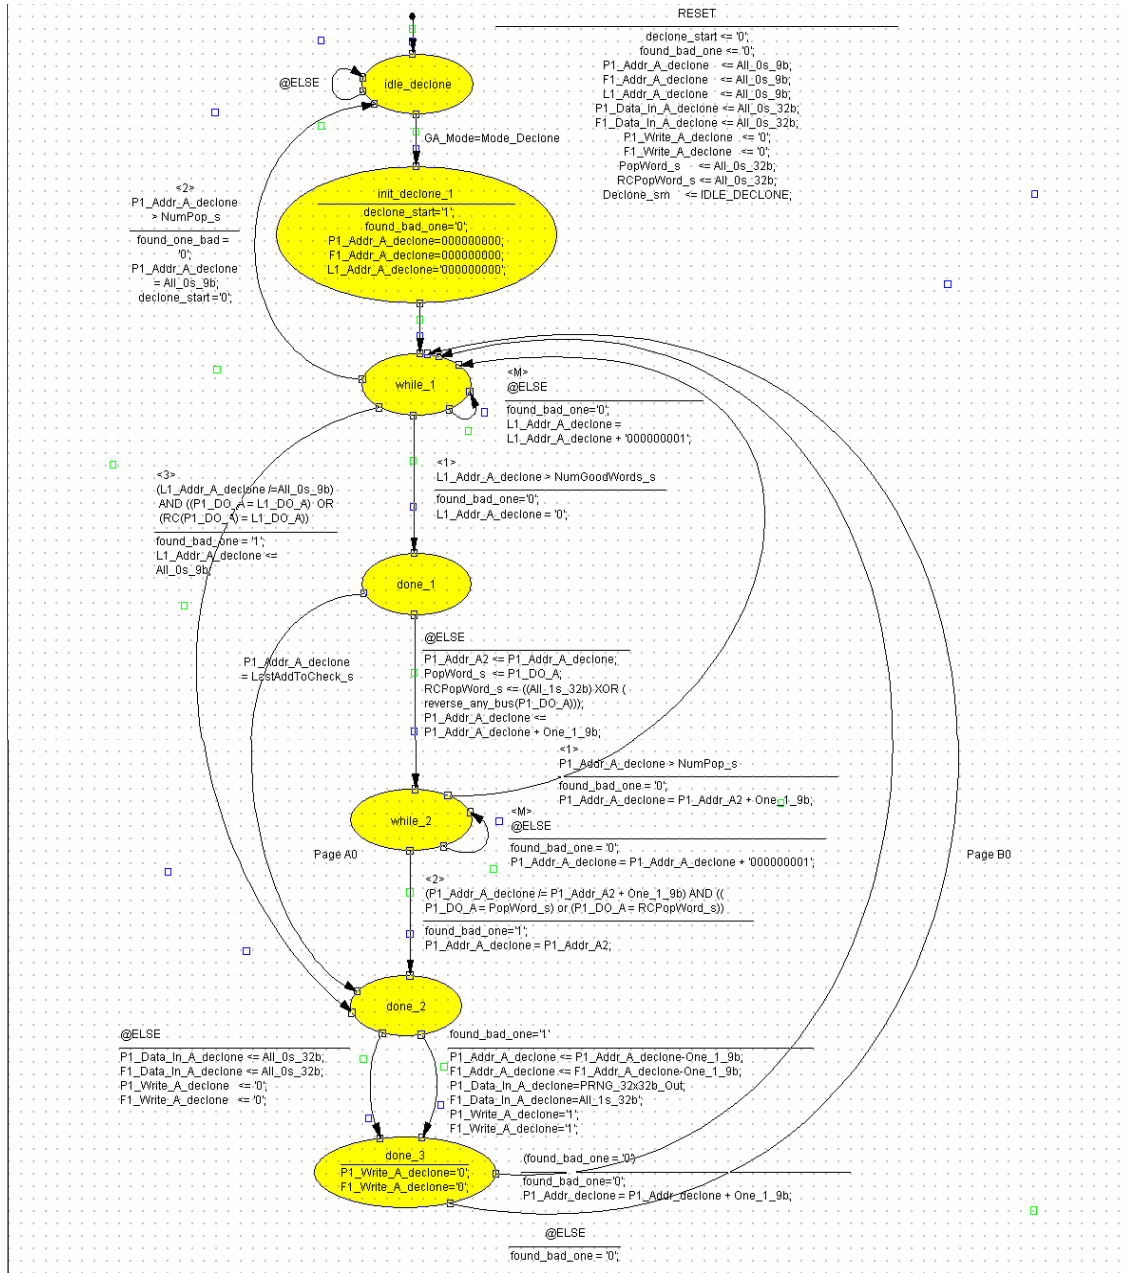 RESET
declone_start <= '0';
found_bad_one <= '0';
P1_Addr_A_declone <= All_0s_9b;
F1_Addr_A_declone <= All_0s_9b;
L1_Addr_A_declone <= All_0s_9b;
P1_Data_In_A_declone <= All_0s_32b;
F1_Data_In_A_declone <= All_0s_32b;
P1_Write_A_declone <= '0';
F1_Write_A_declone <= '0';
PopWord_s <= All_0s_32b;
RCPopWord_s <= All_0s_32b;
Declone_sm <= IDLE_DECLONE;
idle_declone
@ELSE
GA_Mode=Mode_Declone
init_declone_1
declone_start='1';
found_bad_one='0';
P1_Addr_A_declone=000000000;
F1_Addr_A_declone=000000000;
L1_Addr_A_declone='000000000';
<2>
P1_Addr_A_declone
> NumPop_s
found_one_bad =
'0';
P1_Addr_A_declone
= All_0s_9b;
declone_start='0';
while_1
<M>
@ELSE
found_bad_one='0';
L1_Addr_A_declone =
L1_Addr_A_declone + '000000001';
<1>
L1_Addr_A_declone > NumGoodWords_s
found_bad_one='0';
L1_Addr_A_declone = '0';
<3>
(L1_Addr_A_declone /=All_0s_9b)
AND ((P1_DO_A = L1_DO_A) OR
(RC(P1_DO_A) = L1_DO_A))
found_bad_one = '1';
L1_Addr_A_declone <=
All_0s_9b;
done_1
P1_Addr_A_declone
= LastAddToCheck_s
@ELSE
P1_Addr_A2 <= P1_Addr_A_declone;
PopWord_s <= P1_DO_A;
RCPopWord_s <= ((All_1s_32b) XOR (
reverse_any_bus(P1_DO_A)));
P1_Addr_A_declone <=
P1_Addr_A_declone + One_1_9b;
<1>
P1_Addr_A_declone > NumPop_s
found_bad_one = '0';
P1_Addr_A_declone = P1_Addr_A2 + One_1_9b;
while_2
<M>
@ELSE
found_bad_one = '0';
P1_Addr_A_declone = P1_Addr_A_declone + '000000001';
Page A0
Page B0
<2>
(P1_Addr_A_declone /= P1_Addr_A2 + One_1_9b) AND ((
P1_DO_A = PopWord_s) or (P1_DO_A = RCPopWord_s))
found_bad_one='1';
P1_Addr_A_declone = P1_Addr_A2;
done_2
@ELSE
P1_Data_In_A_declone <= All_0s_32b;
F1_Data_In_A_declone <= All_0s_32b;
P1_Write_A_declone <= '0';
F1_Write_A_declone <= '0';
found_bad_one='1'
P1_Addr_A_declone <= P1_Addr_A_declone-One_1_9b;
F1_Addr_A_declone <= F1_Addr_A_declone-One_1_9b;
P1_Data_In_A_declone=PRNG_32x32b_Out;
F1_Data_In_A_declone=All_1s_32b';
P1_Write_A_declone='1';
F1_Write_A_declone='1';
done_3
P1_Write_A_declone='0';
F1_Write_A_declone='0';
(found_bad_one = '0')
found_bad_one='0';
P1_Addr_declone = P1_Addr_declone + One_1_9b;
@ELSE
found_bad_one = '0';